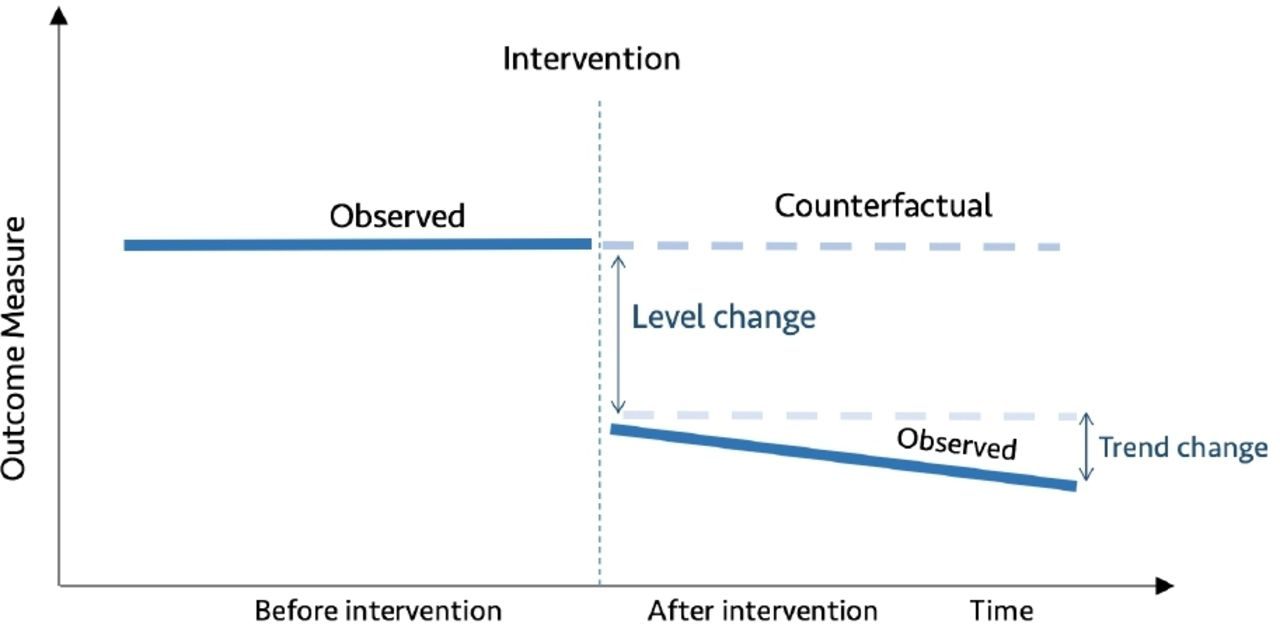 Intervention
Observed
Counterfactual
Level change
Observed
Trend change
Outcome Measure
Before intervention
After intervention
Time